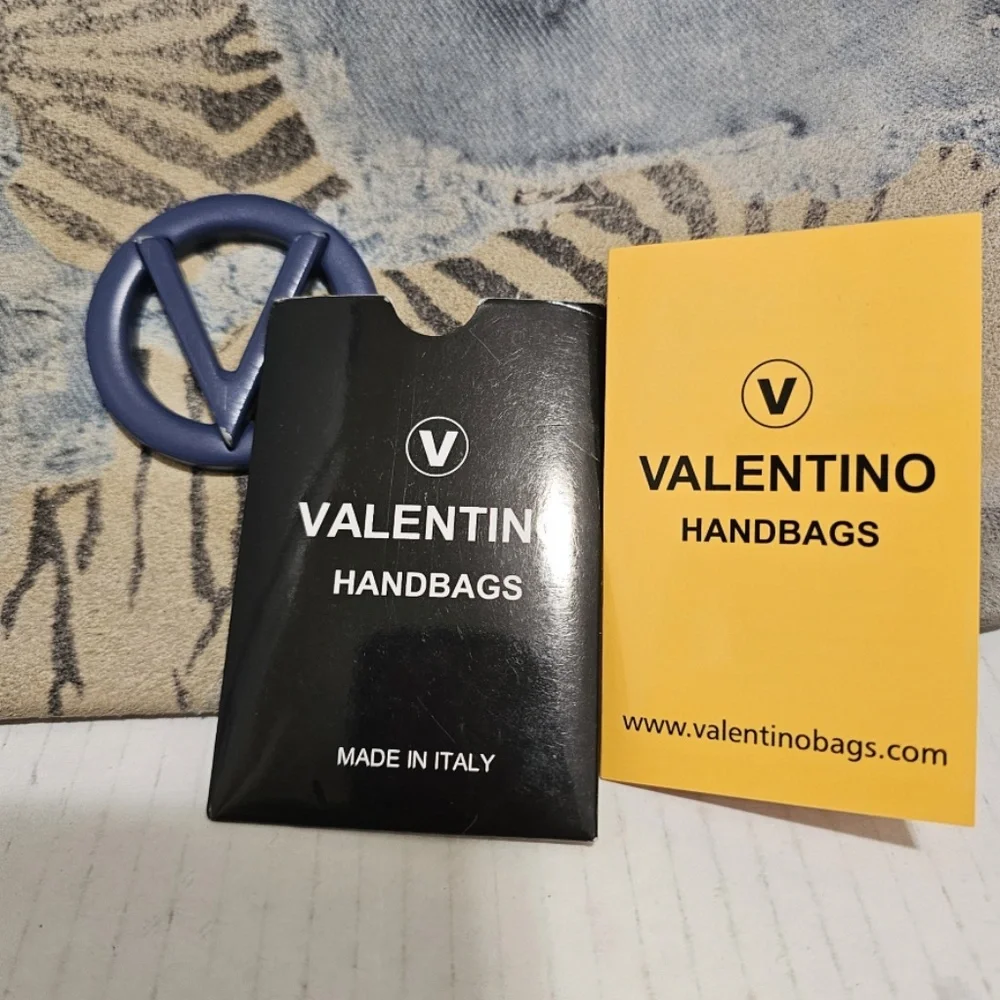 V
V
VALENTINO
HANDBAGS
MADE IN ITALY
V
VALENTINO
HANDBAGS
www.valentinobags.com